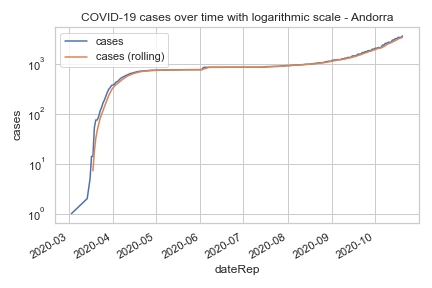 COVID-19 cases over time with logarithmic scale - Andorra
cases
cases (rolling)
10³
10²
10¹
10⁰
cases
2020-03
2020-04
2020-05
2020-06
2020-07
2020-08
2020-09
2020-10
dateRep